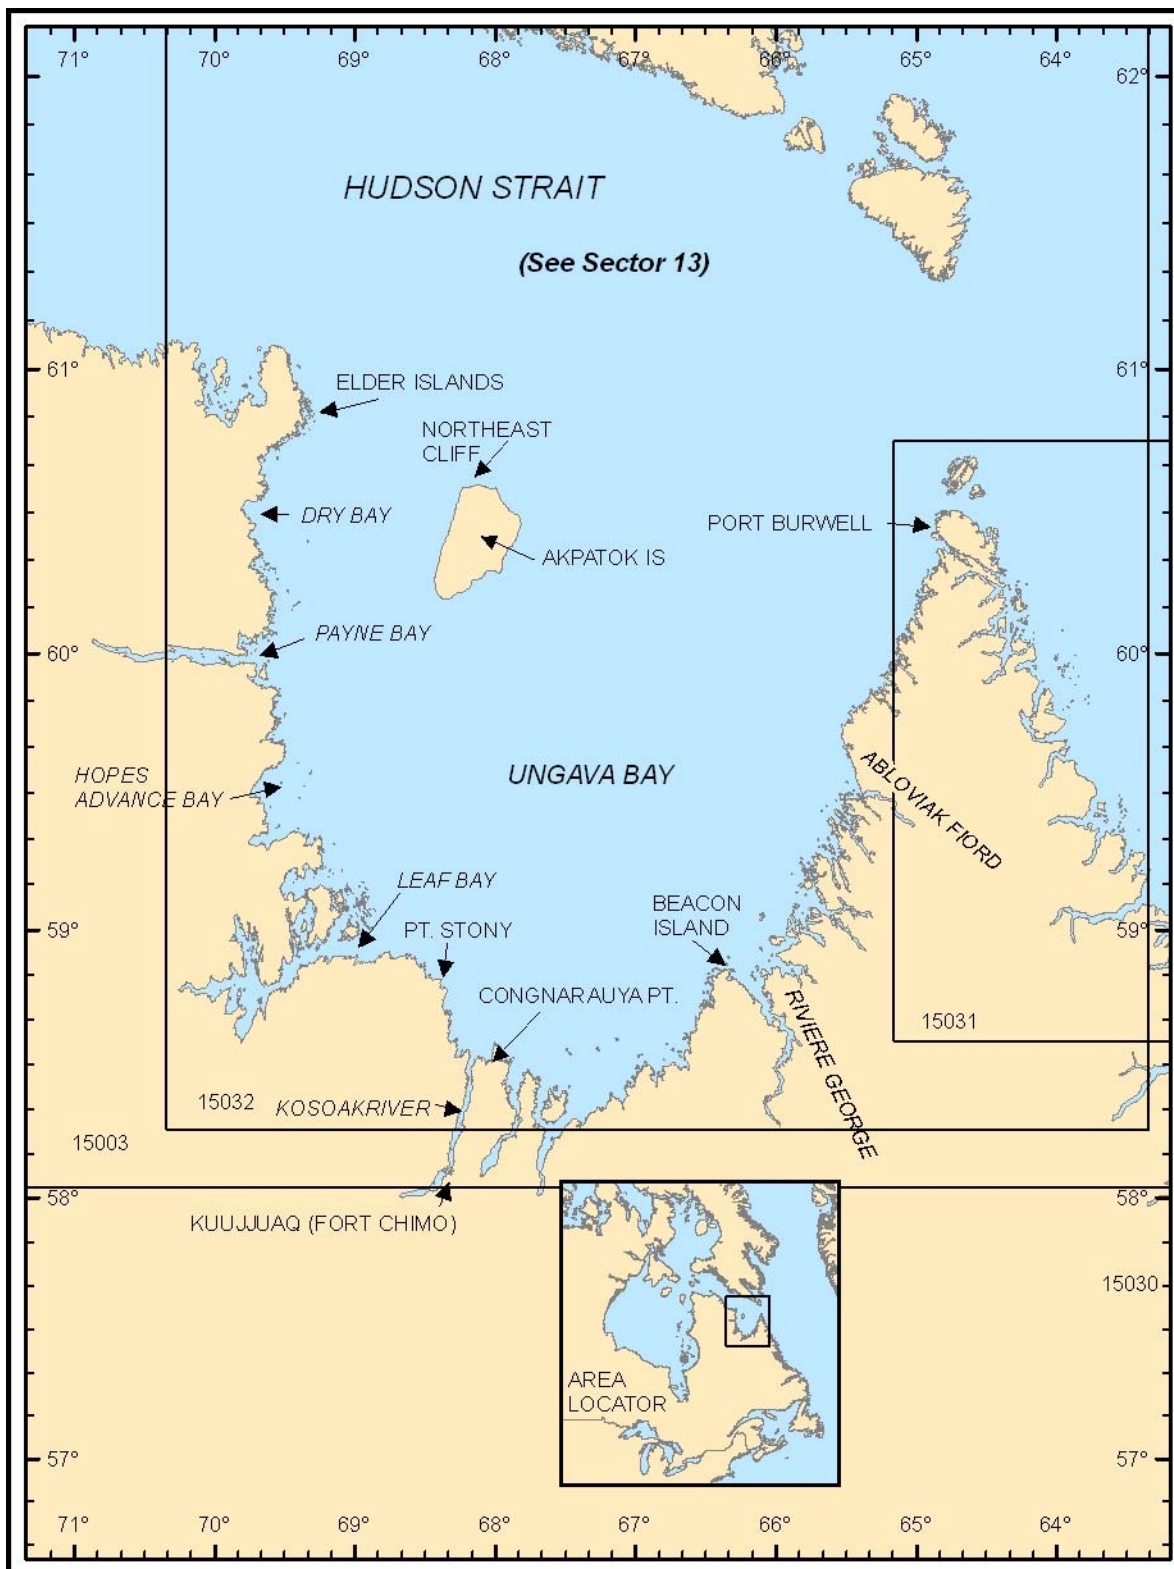 71° 70° 69° 68° 67° 66° 65° 64° 62°
HUDSON STRAIT
(See Sector 13)
61° 61°
ELDER ISLANDS
NORTHEAST
CLIFF
DRY BAY
AKPATOK IS
PORT BURWELL
PAYNE BAY
60° 60°
UNGAVA BAY
HOPES
ADVANCE BAY
ABLOVIAK FIORD
LEAF BAY
BEACON
ISLAND
59° 59°
PT. STONY
CONGNARAUYA PT.
RIVIERE GEORGE
15031
15032
KOSOAKRIVER
15003
58° 58°
KUUJJUAQ (FORT CHIMO)
15030
AREA
LOCATOR
57° 57°
71° 70° 69° 68° 67° 66° 65° 64°